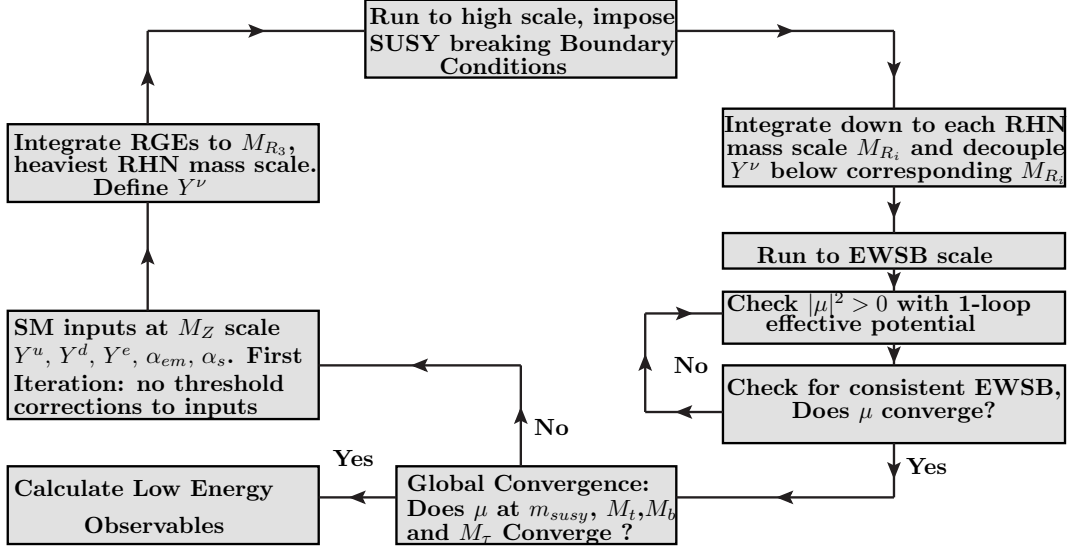 Run to high scale, impose
SUSY breaking Boundary
Conditions
Integrate RGEs to $M_{R_3}$,
heaviest RHN mass scale.
Define $Y^\nu$
Integrate down to each RHN
mass scale $M_{R_i}$ and decouple
$Y^\nu$ below corresponding $M_{R_i}$
Run to EWSB scale
Check $|\mu|^2 > 0$ with 1-loop
effective potential
No
Check for consistent EWSB,
Does $\mu$ converge?
Yes
SM inputs at $M_Z$ scale
$Y^u$, $Y^d$, $Y^e$, $\alpha_{em}$, $\alpha_s$. First
Iteration: no threshold
corrections to inputs
No
Yes
Global Convergence:
Does $\mu$ at $m_{susy}$, $M_t$,$M_b$
and $M_\tau$ Converge ?
Calculate Low Energy
Observables